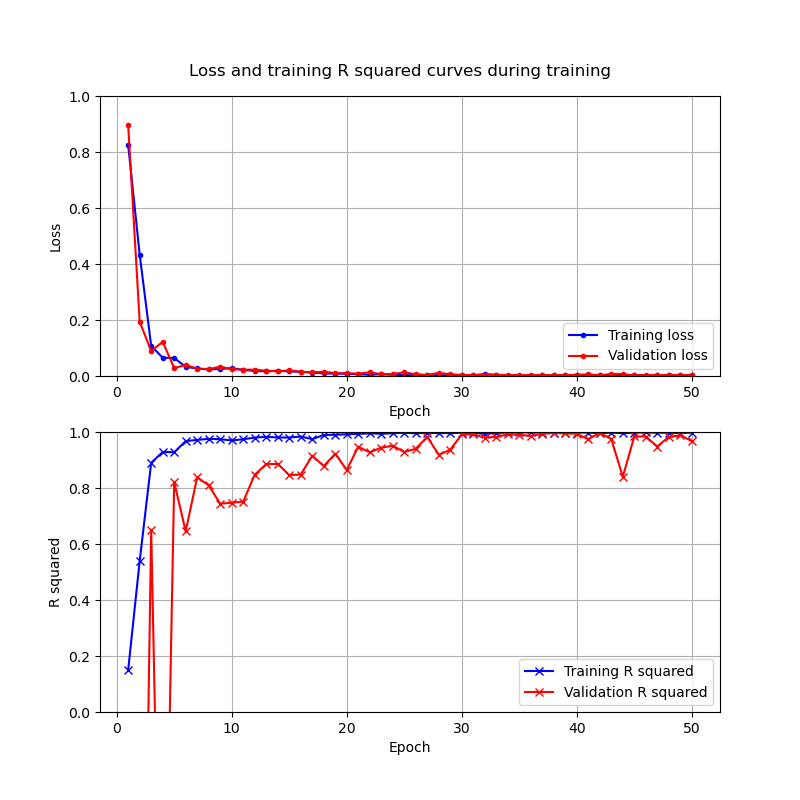 Loss and training R squared curves during training
1.0
0.8
0.6
0.4
0.2
0.0
Loss
Training loss
Validation loss
0 10 20 30 40 50
Epoch
1.0
0.8
0.6
0.4
0.2
0.0
R squared
Training R squared
Validation R squared
0 10 20 30 40 50
Epoch